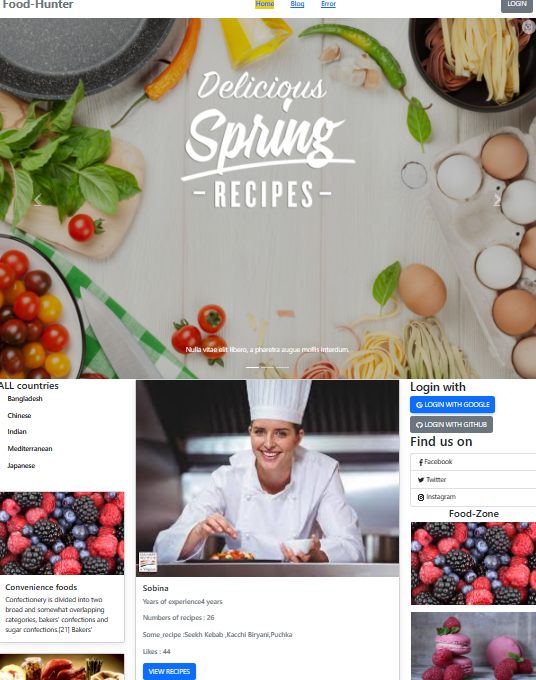 Food-Hunter
Home Blog Error
LOGIN
Delicious
Spring
- RECIPES -
Nulla vitae elit libero, a pharetra augue mollis interdum.
ALL countries
Bangladesh
Chinese
Indian
Mediterranean
Japanese
Convenience foods
Confectionery is divided into two
broad and somewhat overlapping
categories, bakers' confections and
sugar confections.[21] Bakers'
Sobina
Years of experience4 years
Numbers of recipes : 26
Some_recipe :Seekh Kebab ,Kacchi Biryani,Puchka
Likes : 44
VIEW RECIPES
Login with
LOGIN WITH GOOGLE
LOGIN WITH GITHUB
Find us on
Facebook
Twitter
Instagram
Food-Zone